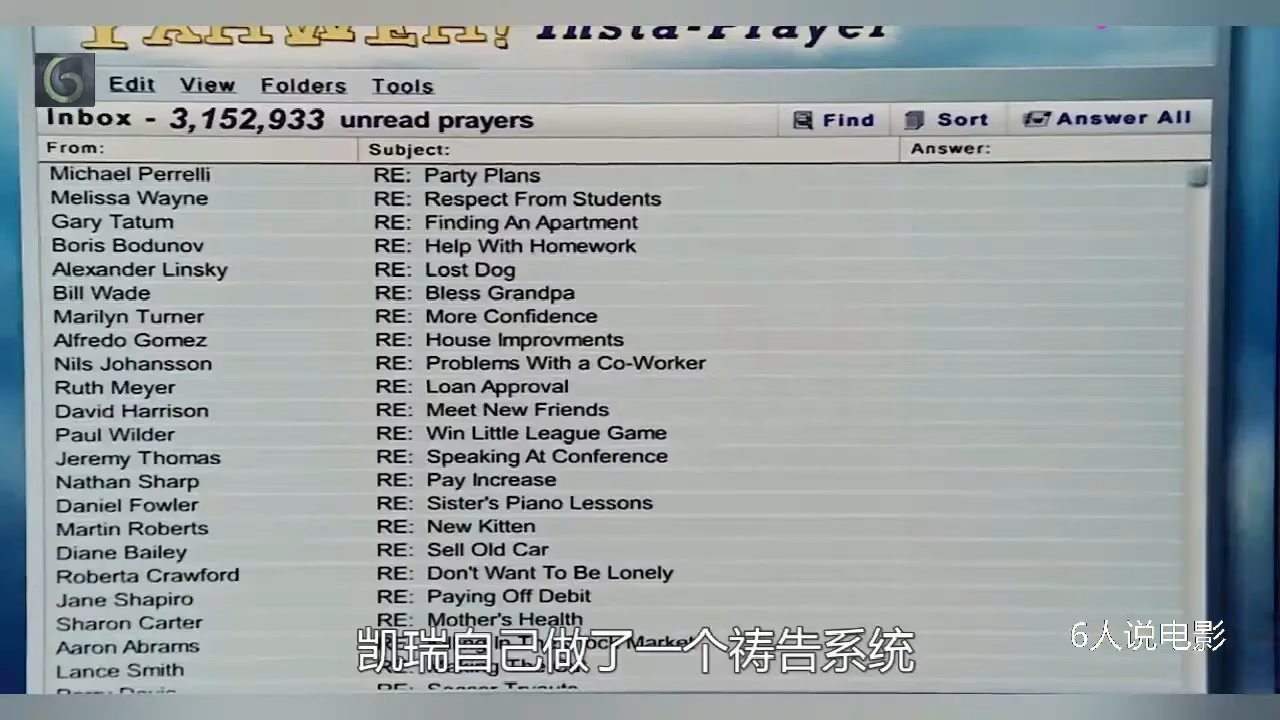 YAHWEH! Insta-Prayer
Edit View Folders Tools
Inbox - 3,152,933 unread prayers Find Sort Answer All
From: Subject: Answer:
Michael Perrelli RE: Party Plans
Melissa Wayne RE: Respect From Students
Gary Tatum RE: Finding An Apartment
Boris Bodunov RE: Help With Homework
Alexander Linsky RE: Lost Dog
Bill Wade RE: Bless Grandpa
Marilyn Turner RE: More Confidence
Alfredo Gomez RE: House Improvments
Nils Johansson RE: Problems With a Co-Worker
Ruth Meyer RE: Loan Approval
David Harrison RE: Meet New Friends
Paul Wilder RE: Win Little League Game
Jeremy Thomas RE: Speaking At Conference
Nathan Sharp RE: Pay Increase
Daniel Fowler RE: Sister's Piano Lessons
Martin Roberts RE: New Kitten
Diane Bailey RE: Sell Old Car
Roberta Crawford RE: Don't Want To Be Lonely
Jane Shapiro RE: Paying Off Debit
Sharon Carter RE: Mother's Health
Aaron Abrams
Lance Smith
凯瑞自己做了一个祷告系统
6人说电影